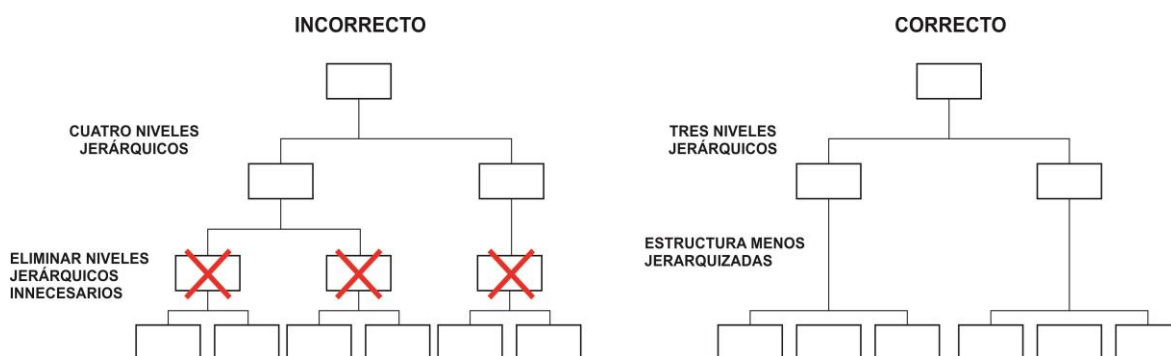 INCORRECTO
CUATRO NIVELES
JERÁRQUICOS
ELIMINAR NIVELES
JERÁRQUICOS
INNECESARIOS
CORRECTO
TRES NIVELES
JERÁRQUICOS
ESTRUCTURA MENOS
JERARQUIZADAS